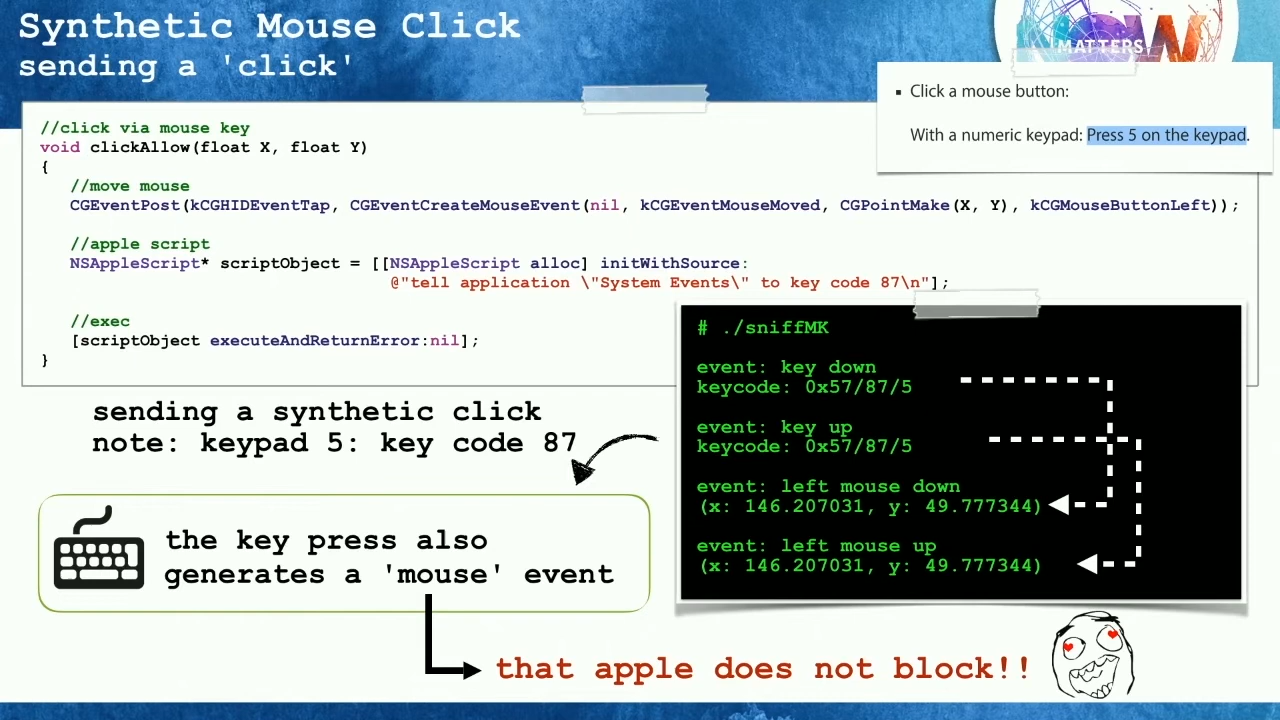 Synthetic Mouse Click
sending a 'click'
MATTERS
▪ Click a mouse button:
With a numeric keypad: Press 5 on the keypad.
//click via mouse key
void clickAllow(float X, float Y)
{
//move mouse
CGEventPost(kCGHIDEventTap, CGEventCreateMouseEvent(nil, kCGEventMouseMoved, CGPointMake(X, Y), kCGMouseButtonLeft));
//apple script
NSAppleScript* scriptObject = [[NSAppleScript alloc] initWithSource:
@"tell application \"System Events\" to key code 87\n"];
//exec
[scriptObject executeAndReturnError:nil];
}
# ./sniffMK
event: key down
keycode: 0x57/87/5
event: key up
keycode: 0x57/87/5
event: left mouse down
(x: 146.207031, y: 49.777344)
event: left mouse up
(x: 146.207031, y: 49.777344)
sending a synthetic click
note: keypad 5: key code 87
the key press also
generates a 'mouse' event
that apple does not block!!